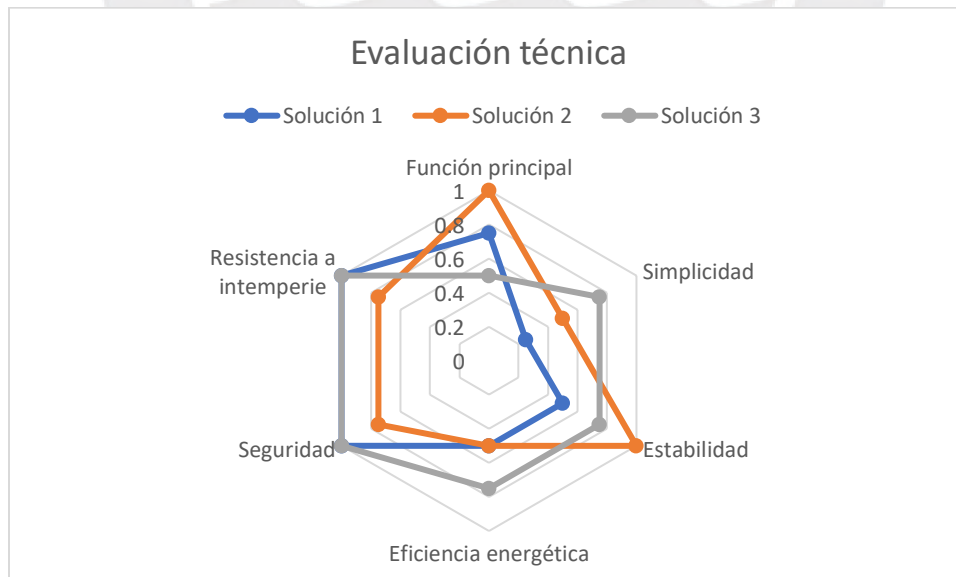 Evaluación técnica
Solución 1 Solución 2 Solución 3
Función principal
1
0.8
Resistencia a
intemperie
Simplicidad
0.6
0.4
0.2
0
Seguridad
Estabilidad
Eficiencia energética